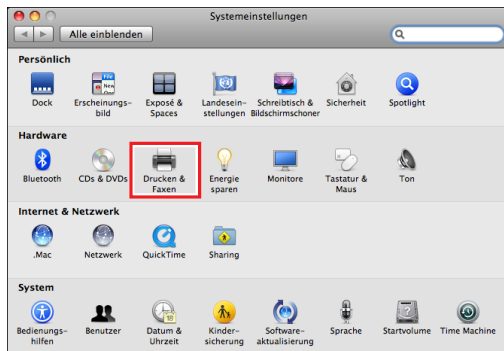 Systemeinstellungen
Alle einblenden
Persönlich
Dock
Erscheinungs-
bild
Exposé &
Spaces
Landesein-
stellungen
Schreibtisch &
Bildschirmschoner
Sicherheit
Spotlight
Hardware
Bluetooth
CDs & DVDs
Drucken &
Faxen
Energie
sparen
Monitore
Tastatur &
Maus
Ton
Internet & Netzwerk
.Mac
Netzwerk
QuickTime
Sharing
System
Bedienungs-
hilfen
Benutzer
Datum &
Uhrzeit
Kinder-
sicherung
Software-
aktualisierung
Sprache
Startvolume
Time Machine